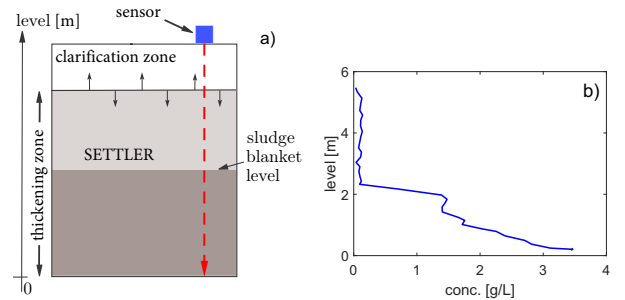 sensor
level [m]
a)
clarification zone
thickening zone
SETTLER
sludge
blanket
level
0
b)
6
4
2
0
level [m]
0
1
2
3
4
conc. [g/L]